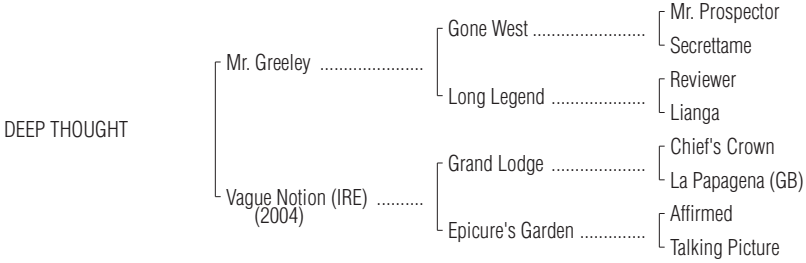 Mr. Prospector
Gone West ........................
Secrettame
Mr. Greeley ......................
Reviewer
Long Legend ....................
Lianga
DEEP THOUGHT
Chief's Crown
Grand Lodge ....................
La Papagena (GB)
Vague Notion (IRE) ..........
(2004)
Affirmed
Epicure's Garden ..............
Talking Picture